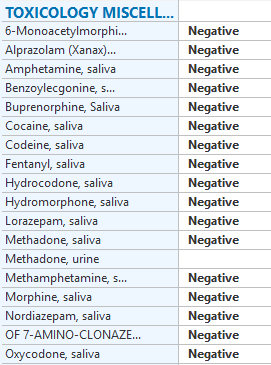 TOXICOLOGY MISCELL...
6-Monoacetylmorphi... Negative
Alprazolam (Xanax)... Negative
Amphetamine, saliva Negative
Benzoylecgonine, s... Negative
Buprenorphine, Saliva Negative
Cocaine, saliva Negative
Codeine, saliva Negative
Fentanyl, saliva Negative
Hydrocodone, saliva Negative
Hydromorphone, saliva Negative
Lorazepam, saliva Negative
Methadone, saliva Negative
Methadone, urine
Methamphetamine, s... Negative
Morphine, saliva Negative
Nordiazepam, saliva Negative
OF 7-AMINO-CLONAZE... Negative
Oxycodone, saliva Negative